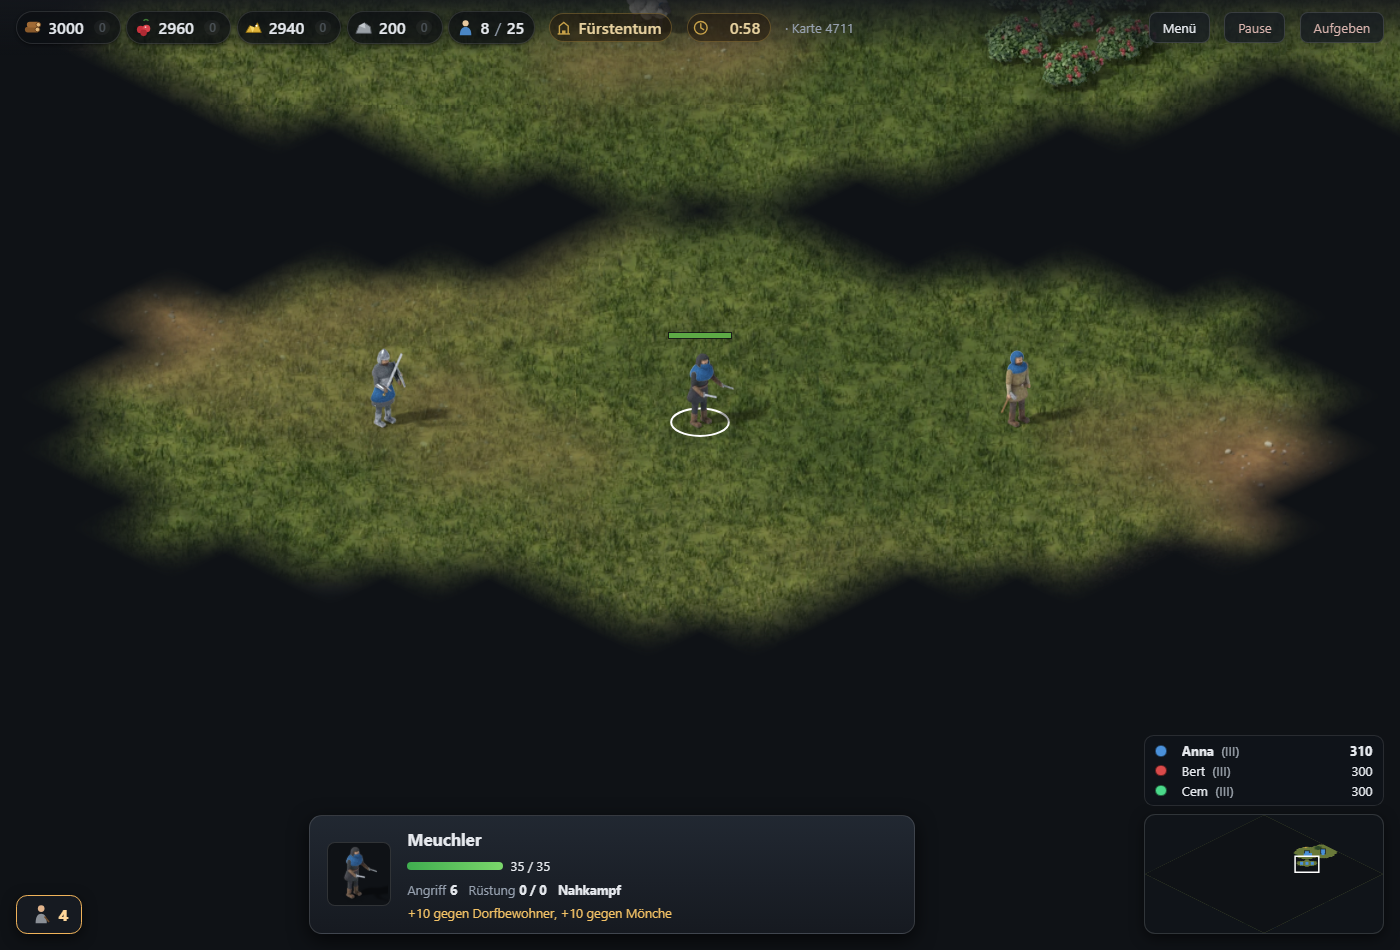 3000 0 2960 0 2940 0 200 0 8 / 25 Fürstentum 0:58 · Karte 4711 Menü Pause Aufgeben
Anna (III) 310
Bert (III) 300
Cem (III) 300
Meuchler
35 / 35
Angriff 6 Rüstung 0 / 0 Nahkampf
+10 gegen Dorfbewohner, +10 gegen Mönche
4